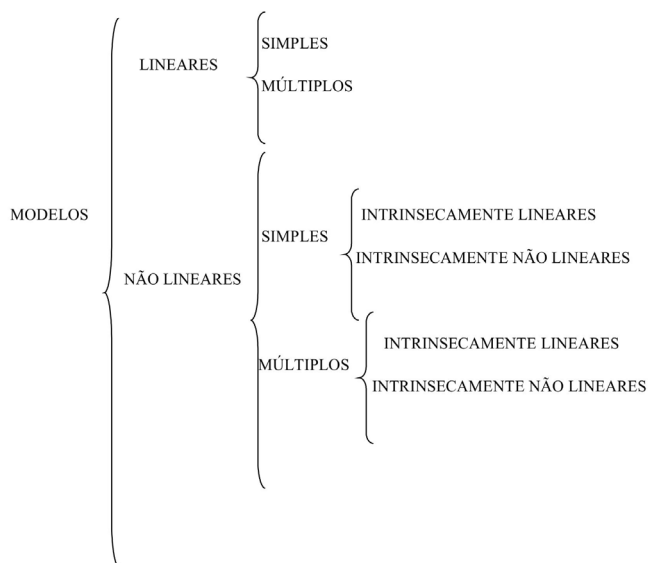 SIMPLES
LINEARES
MÚLTIPLOS
MODELOS
INTRINSECAMENTE LINEARES
SIMPLES
INTRINSECAMENTE NÃO LINEARES
NÃO LINEARES
INTRINSECAMENTE LINEARES
MÚLTIPLOS
INTRINSECAMENTE NÃO LINEARES